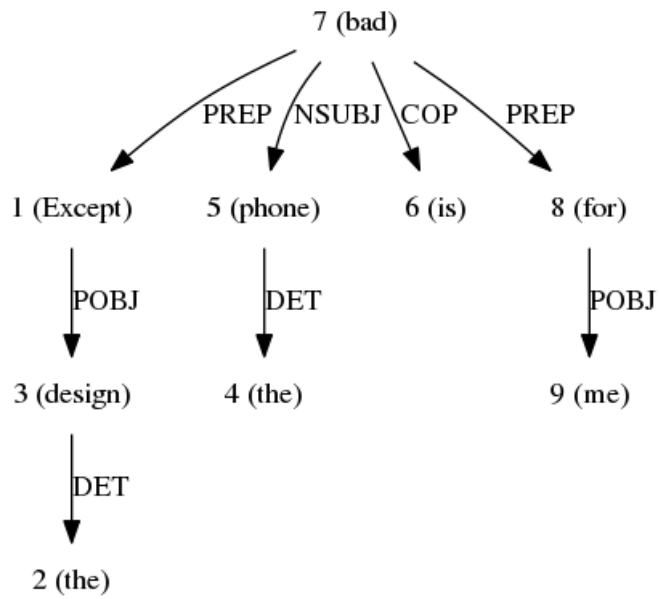 7 (bad)
PREP NSUBJ COP PREP
1 (Except) 5 (phone) 6 (is) 8 (for)
POBJ DET POBJ
3 (design) 4 (the) 9 (me)
DET
2 (the)